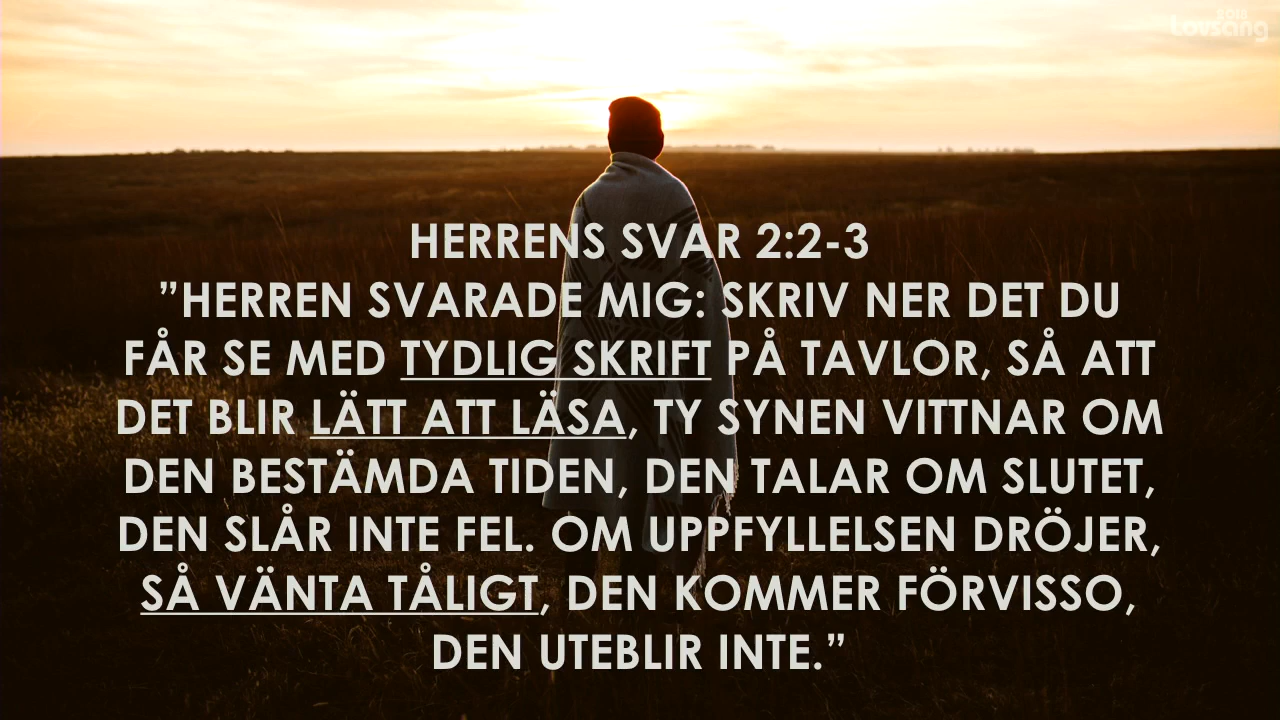 2018
Lovsang
HERRENS SVAR 2:2-3
”HERREN SVARADE MIG: SKRIV NER DET DU
FÅR SE MED TYDLIG SKRIFT PÅ TAVLOR, SÅ ATT
DET BLIR LÄTT ATT LÄSA, TY SYNEN VITTNAR OM
DEN BESTÄMDA TIDEN, DEN TALAR OM SLUTET,
DEN SLÅR INTE FEL. OM UPPFYLLELSEN DRÖJER,
SÅ VÄNTA TÅLIGT, DEN KOMMER FÖRVISSO,
DEN UTEBLIR INTE.”